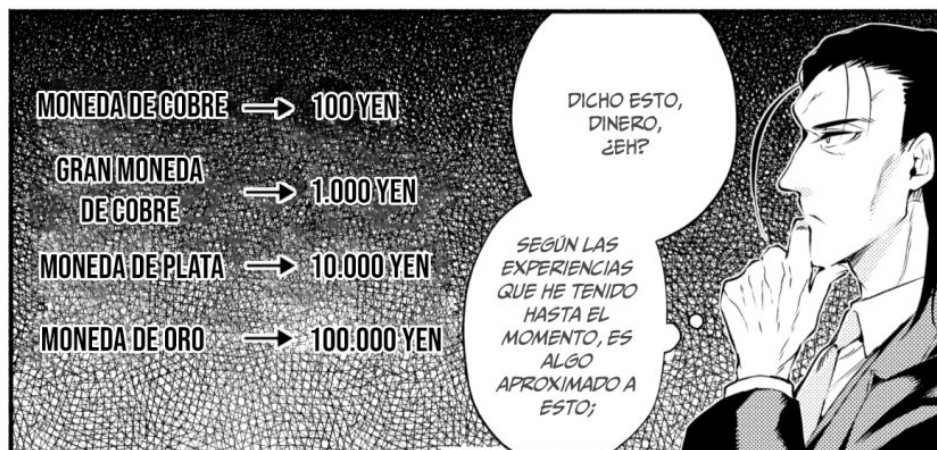 MONEDA DE COBRE → 100 YEN
GRAN MONEDA
DE COBRE → 1.000 YEN
MONEDA DE PLATA → 10.000 YEN
MONEDA DE ORO → 100.000 YEN
DICHO ESTO,
DINERO,
¿EH?
SEGÚN LAS
EXPERIENCIAS
QUE HE TENIDO
HASTA EL
MOMENTO, ES
ALGO
APROXIMADO A
ESTO;